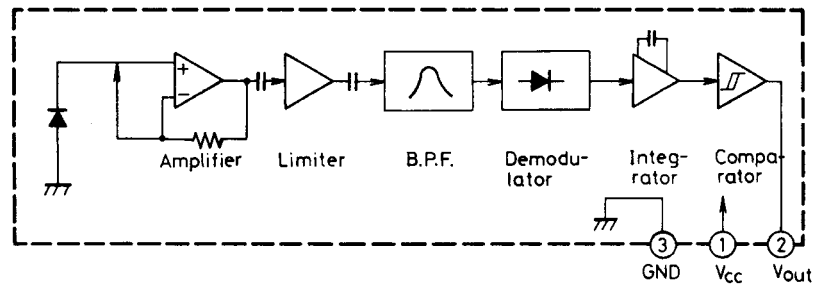 +
−
Amplifier
Limiter
B.P.F.
Demodu-
lator
Integ-
rator
Compa-
rator
3
1
2
GND
Vcc
Vout